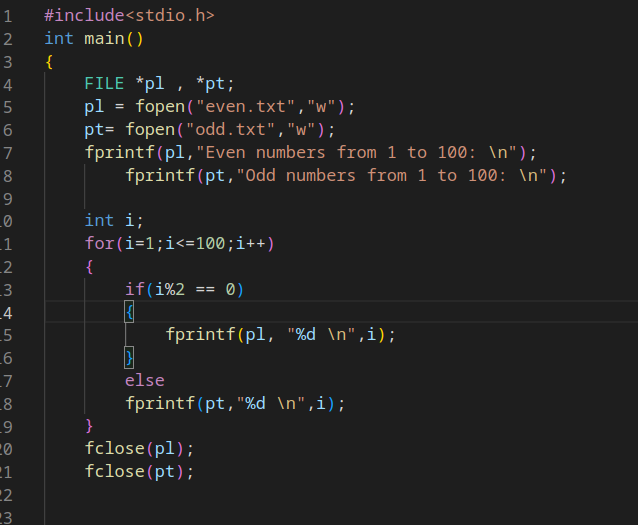 1 #include<stdio.h>
2 int main()
3 {
4 FILE *pl , *pt;
5 pl = fopen("even.txt","w");
6 pt= fopen("odd.txt","w");
7 fprintf(pl,"Even numbers from 1 to 100: \n");
8 fprintf(pt,"Odd numbers from 1 to 100: \n");
9
10 int i;
11 for(i=1;i<=100;i++)
12 {
13 if(i%2 == 0)
14 {
15 fprintf(pl, "%d \n",i);
16 }
17 else
18 fprintf(pt,"%d \n",i);
19 }
20 fclose(pl);
21 fclose(pt);
22
23